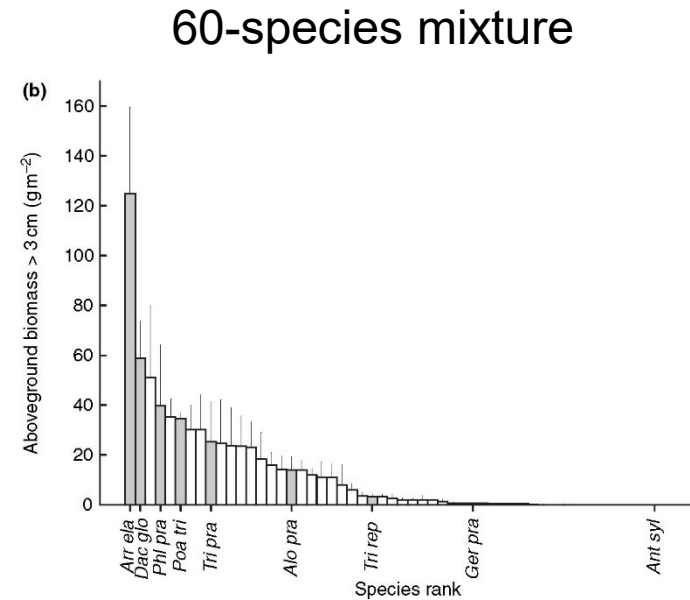 60-species mixture
(b)
Aboveground biomass > 3 cm (gm⁻²)
160
140
120
100
80
60
40
20
0
Arr ela
Dac glo
Phl pra
Poa tri
Tri pra
Alo pra
Tri rep
Ger pra
Ant syl
Species rank